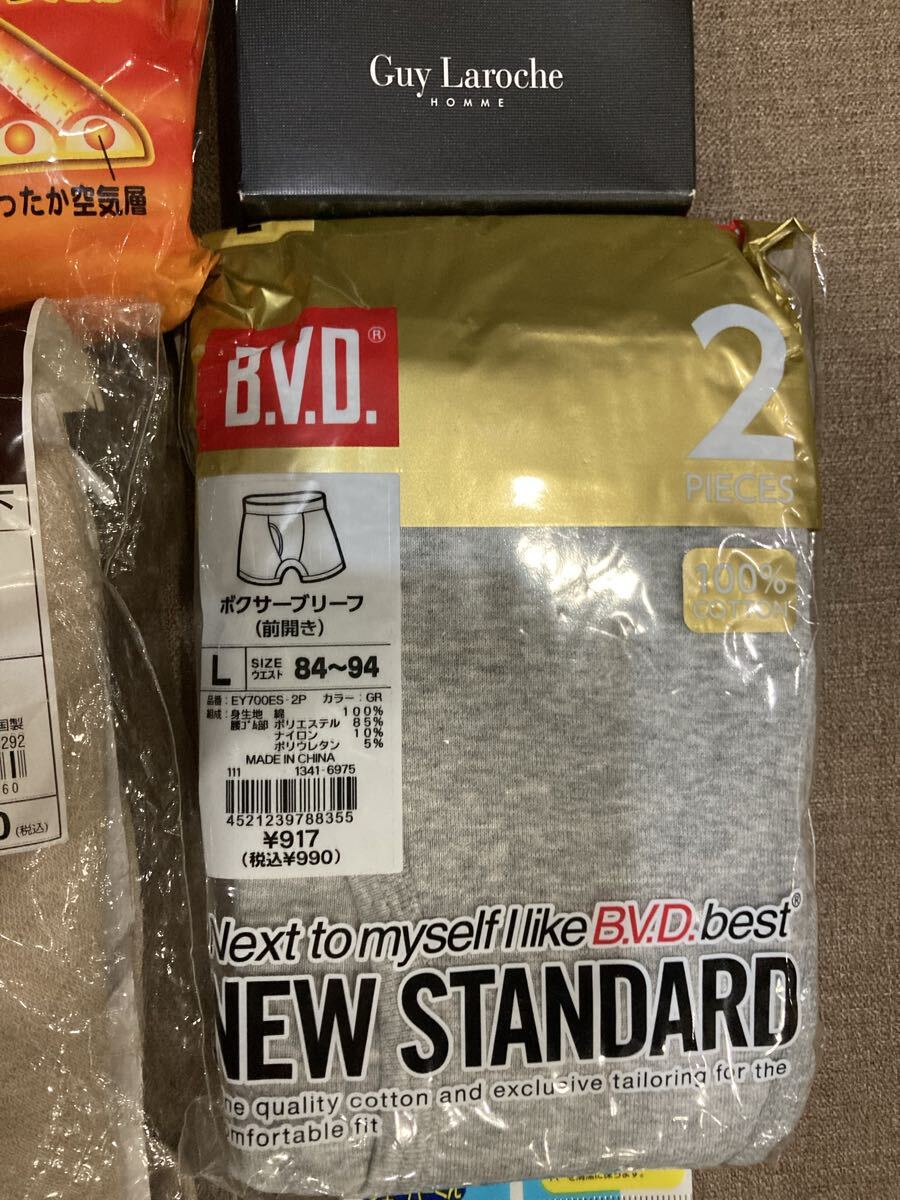 ったか空気層
Guy Laroche
HOMME
B.V.D.®
2
PIECES
100%
COTTON
ボクサーブリーフ
(前開き)
L SIZE ウエスト 84〜94
品番：EY700ES-2P カラー：GR
組成：身生地 綿 100%
腰ゴム部 ポリエステル 85%
ナイロン 10%
ポリウレタン 5%
MADE IN CHINA
111 1341-6975
4521239788355
¥917
(税込¥990)
Next to myself I like B.V.D. best®
NEW STANDARD
ne quality cotton and exclusive tailoring for the
omfortable fit
国製
292
60
0 (税込)